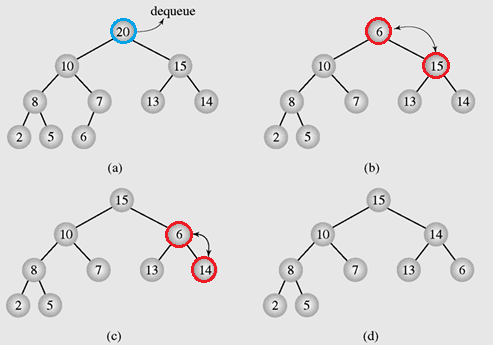 dequeue
20 6
10 15 10 15
8 7 13 14 8 7 13 14
2 5 6 2 5
(a) (b)
15 15
10 6 10 14
8 7 13 14 8 7 13 6
2 5 2 5
(c) (d)